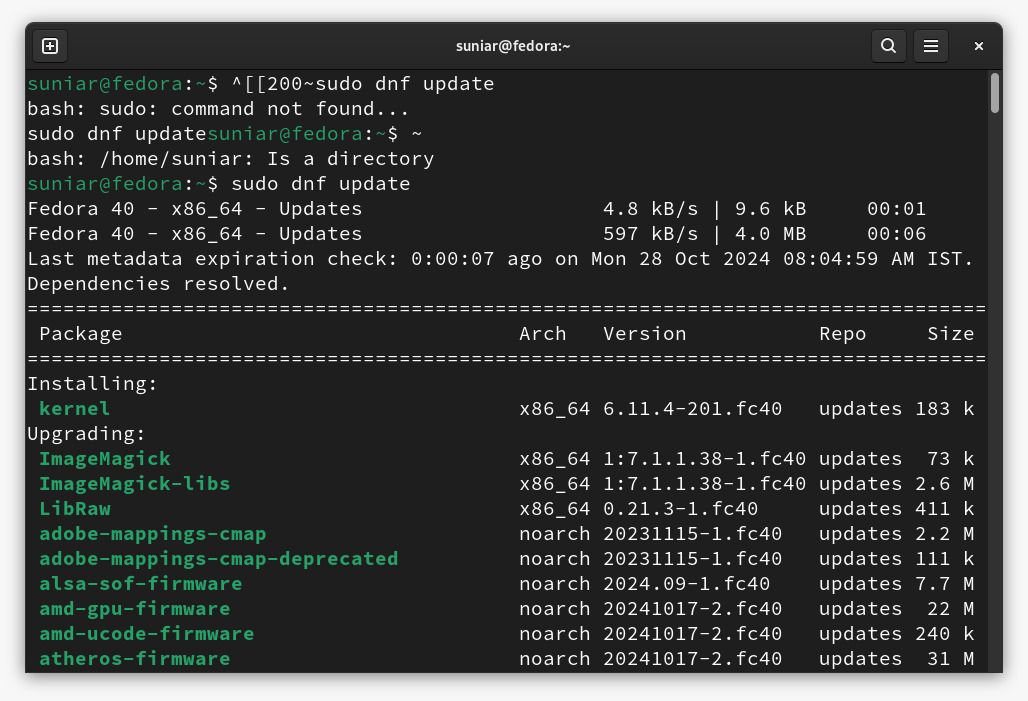 suniar@fedora:~
suniar@fedora:~$ ^[[200~sudo dnf update
bash: sudo: command not found...
sudo dnf updatesuniar@fedora:~$ ~
bash: /home/suniar: Is a directory
suniar@fedora:~$ sudo dnf update
Fedora 40 - x86_64 - Updates                    4.8 kB/s | 9.6 kB     00:01
Fedora 40 - x86_64 - Updates                    597 kB/s | 4.0 MB     00:06
Last metadata expiration check: 0:00:07 ago on Mon 28 Oct 2024 08:04:59 AM IST.
Dependencies resolved.
================================================================================
 Package                                 Arch   Version           Repo     Size
================================================================================
Installing:
 kernel                                  x86_64 6.11.4-201.fc40   updates 183 k
Upgrading:
 ImageMagick                             x86_64 1:7.1.1.38-1.fc40 updates  73 k
 ImageMagick-libs                        x86_64 1:7.1.1.38-1.fc40 updates 2.6 M
 LibRaw                                  x86_64 0.21.3-1.fc40     updates 411 k
 adobe-mappings-cmap                     noarch 20231115-1.fc40   updates 2.2 M
 adobe-mappings-cmap-deprecated          noarch 20231115-1.fc40   updates 111 k
 alsa-sof-firmware                       noarch 2024.09-1.fc40    updates 7.7 M
 amd-gpu-firmware                        noarch 20241017-2.fc40   updates  22 M
 amd-ucode-firmware                      noarch 20241017-2.fc40   updates 240 k
 atheros-firmware                        noarch 20241017-2.fc40   updates  31 M